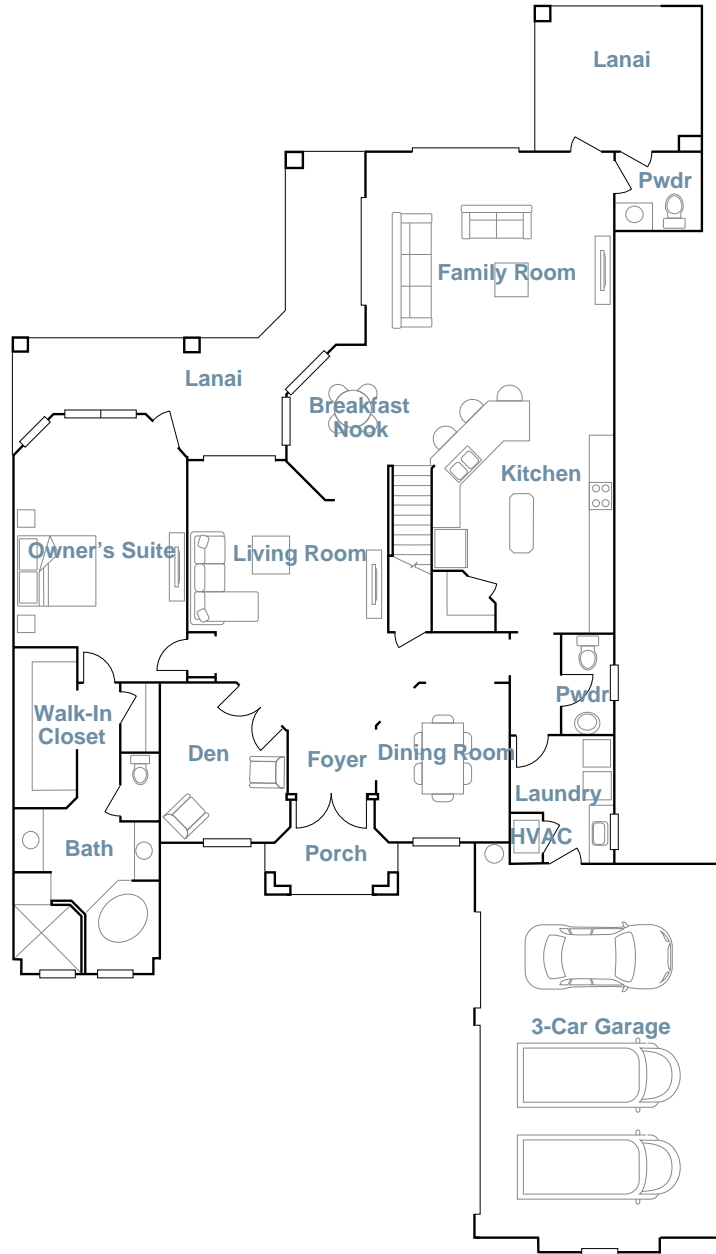 Lanai
Pwdr
Family Room
Lanai
Breakfast
Nook
Kitchen
Owner's Suite
Living Room
Walk-In
Closet
Den
Foyer
Dining Room
Pwdr
Laundry
HVAC
Bath
Porch
3-Car Garage